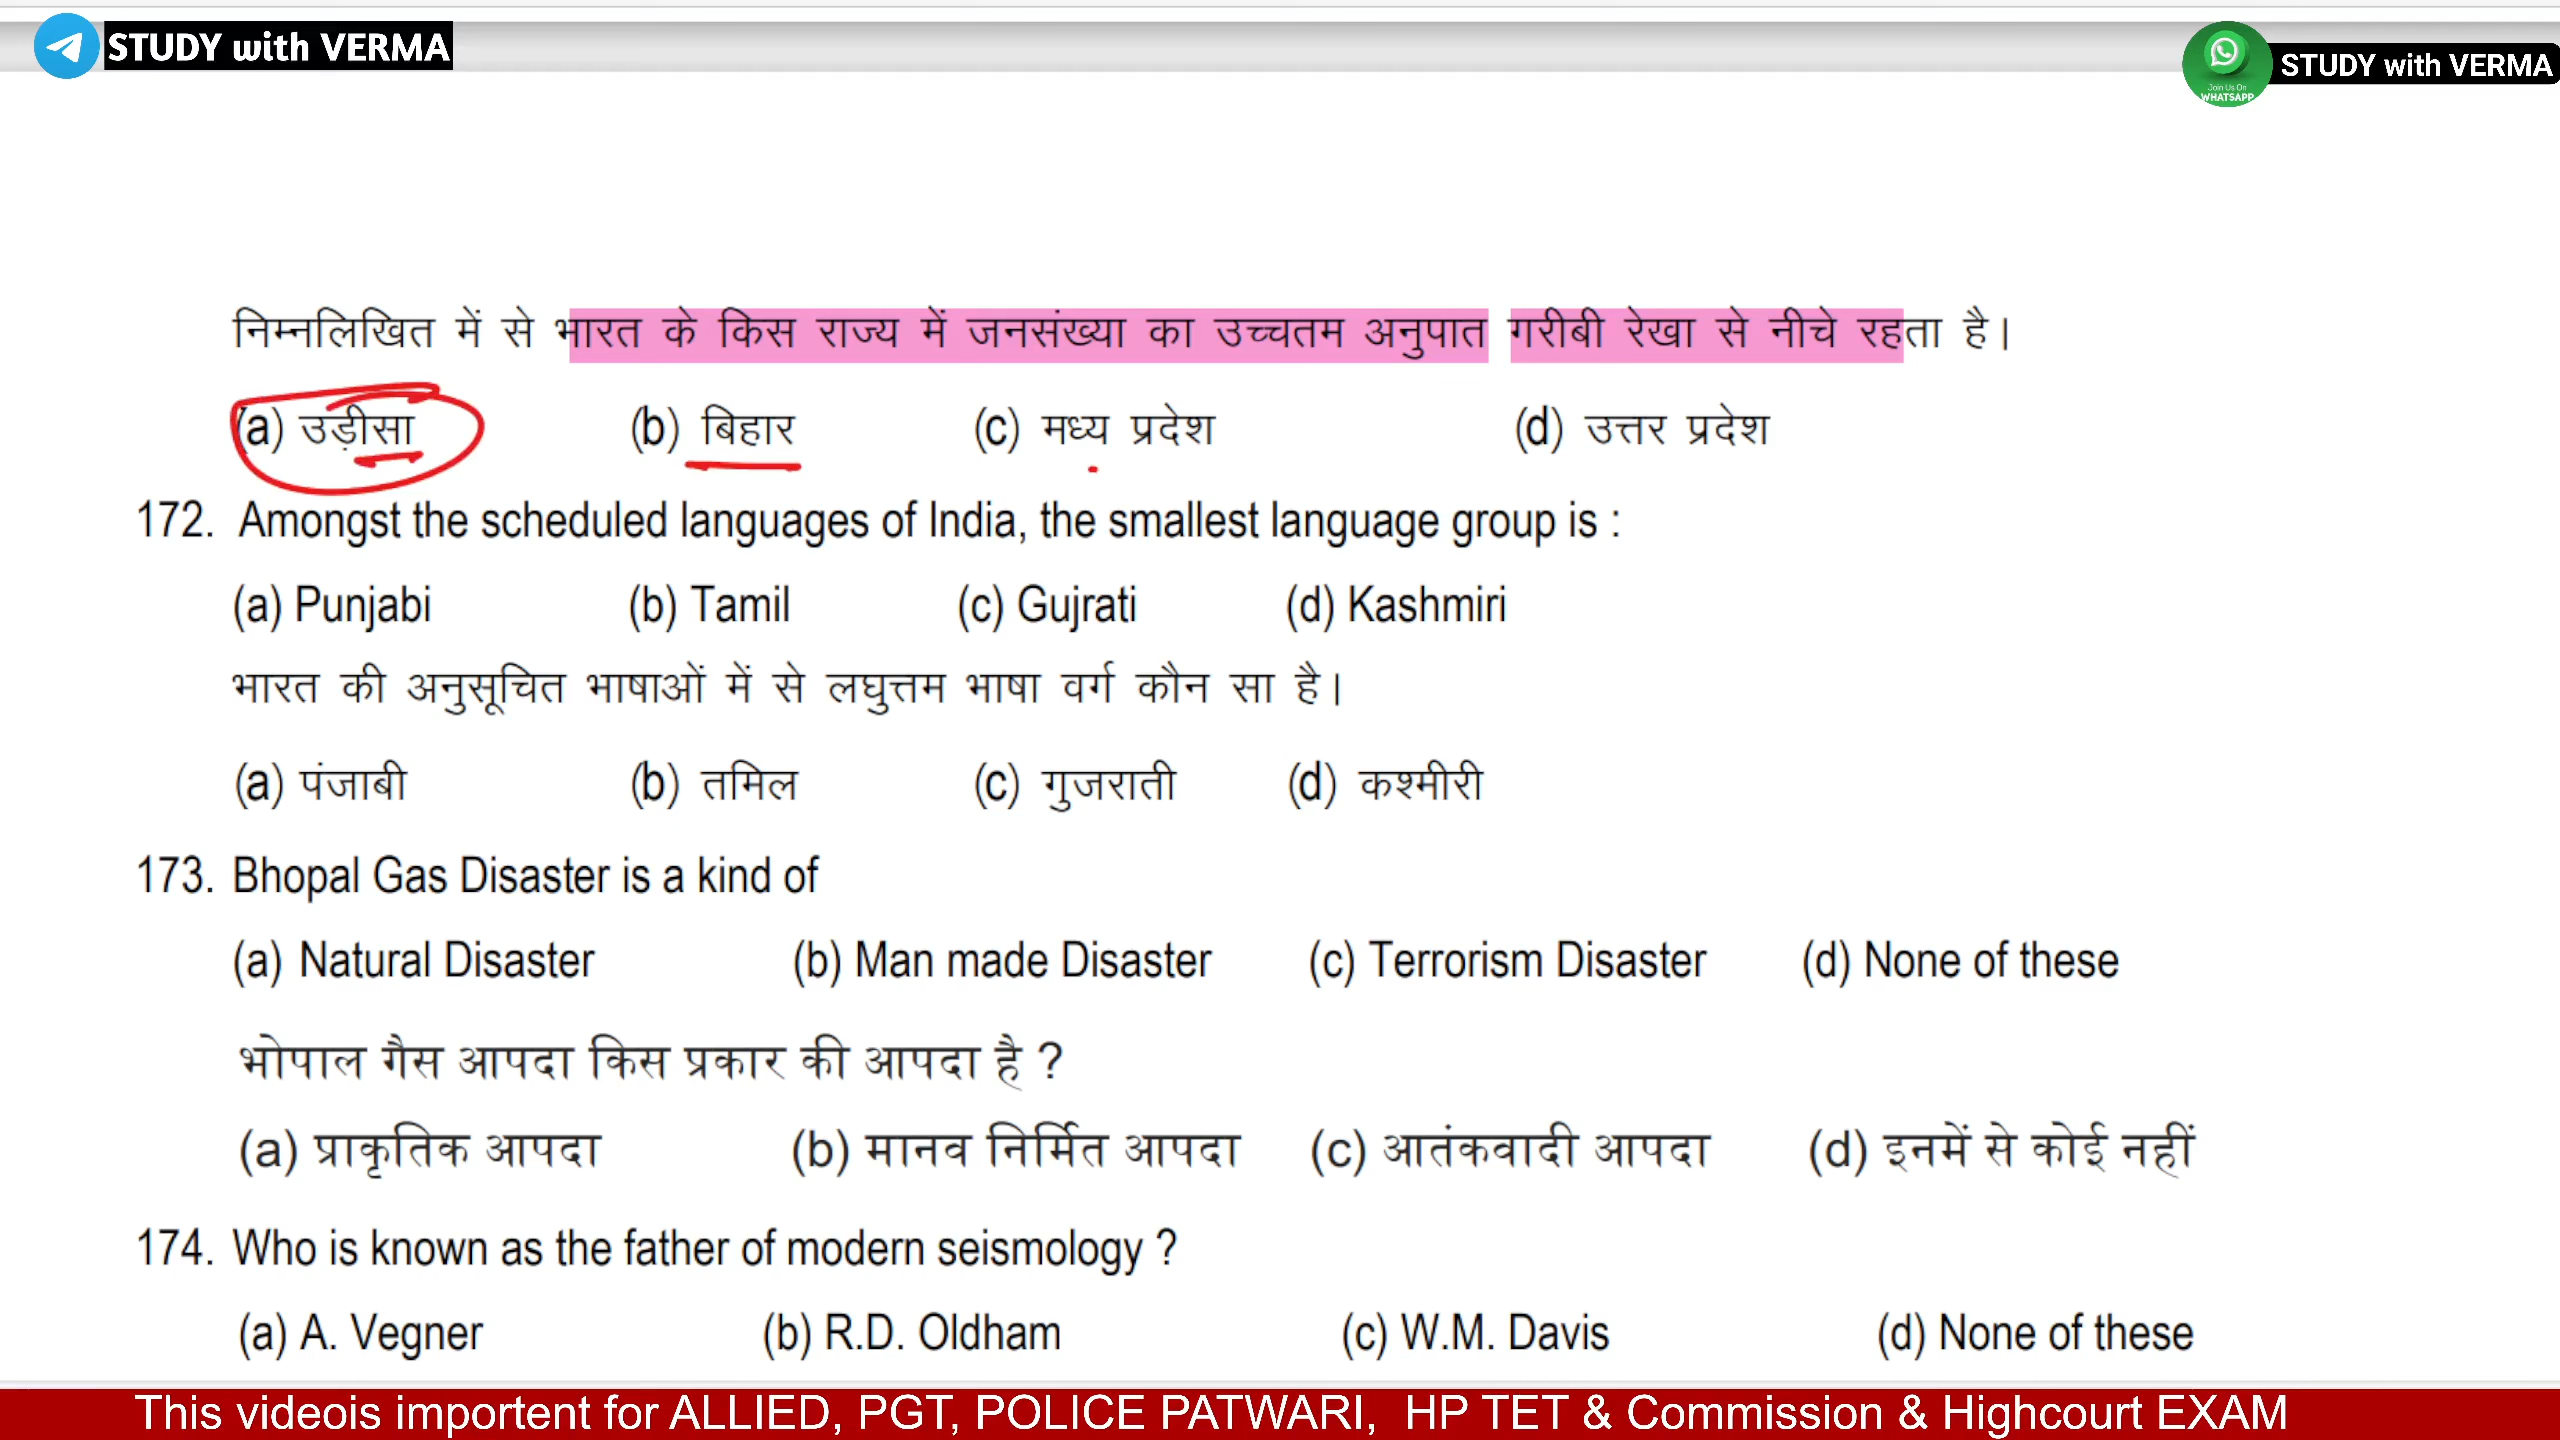 STUDY with VERMA
Join Us On
WHATSAPP
STUDY with VERMA
निम्नलिखित में से भारत के किस राज्य में जनसंख्या का उच्चतम अनुपात गरीबी रेखा से नीचे रहता है।
(a) उड़ीसा (b) बिहार (c) मध्य प्रदेश (d) उत्तर प्रदेश
172. Amongst the scheduled languages of India, the smallest language group is :
(a) Punjabi (b) Tamil (c) Gujrati (d) Kashmiri
भारत की अनुसूचित भाषाओं में से लघुत्तम भाषा वर्ग कौन सा है।
(a) पंजाबी (b) तमिल (c) गुजराती (d) कश्मीरी
173. Bhopal Gas Disaster is a kind of
(a) Natural Disaster (b) Man made Disaster (c) Terrorism Disaster (d) None of these
भोपाल गैस आपदा किस प्रकार की आपदा है ?
(a) प्राकृतिक आपदा (b) मानव निर्मित आपदा (c) आतंकवादी आपदा (d) इनमें से कोई नहीं
174. Who is known as the father of modern seismology ?
(a) A. Vegner (b) R.D. Oldham (c) W.M. Davis (d) None of these
This videois importent for ALLIED, PGT, POLICE PATWARI, HP TET & Commission & Highcourt EXAM